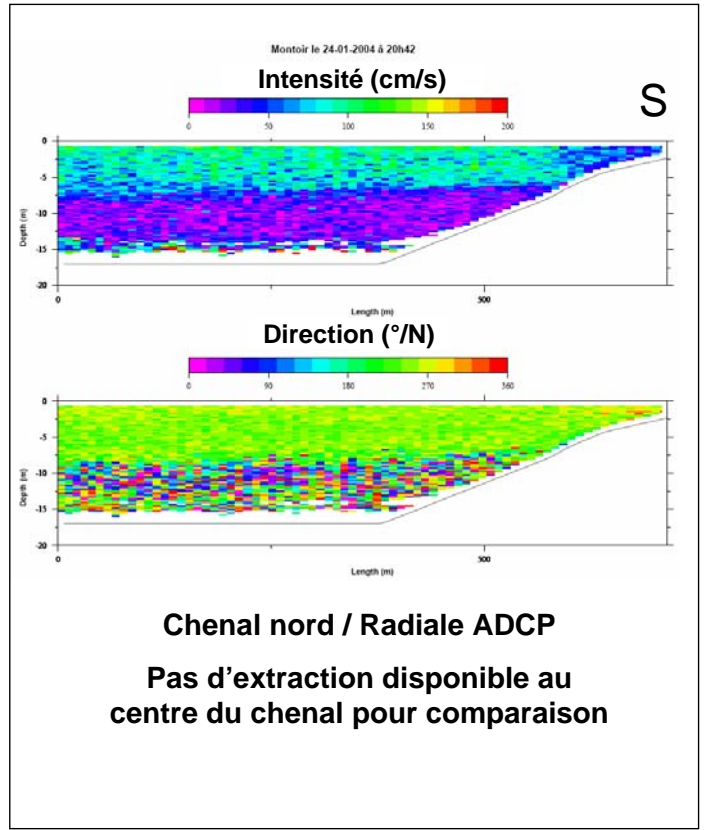 Montoir le 24-01-2004 à 20h42
Intensité (cm/s)
S
0 50 100 150 200
0
-5
-10
-15
-20
Depth (m)
0 500
Length (m)
Direction (°/N)
0 90 180 270 360
0
-5
-10
-15
-20
Depth (m)
0 500
Length (m)
Chenal nord / Radiale ADCP
Pas d'extraction disponible au
centre du chenal pour comparaison